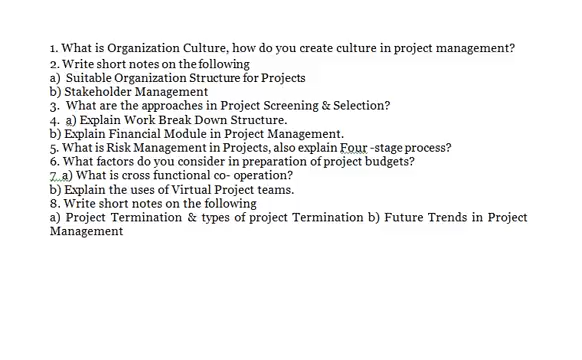 1. What is Organization Culture, how do you create culture in project management?
2. Write short notes on the following
a) Suitable Organization Structure for Projects
b) Stakeholder Management
3. What are the approaches in Project Screening & Selection?
4. a) Explain Work Break Down Structure.
b) Explain Financial Module in Project Management.
5. What is Risk Management in Projects, also explain Four -stage process?
6. What factors do you consider in preparation of project budgets?
7. a) What is cross functional co- operation?
b) Explain the uses of Virtual Project teams.
8. Write short notes on the following
a) Project Termination & types of project Termination b) Future Trends in Project
Management